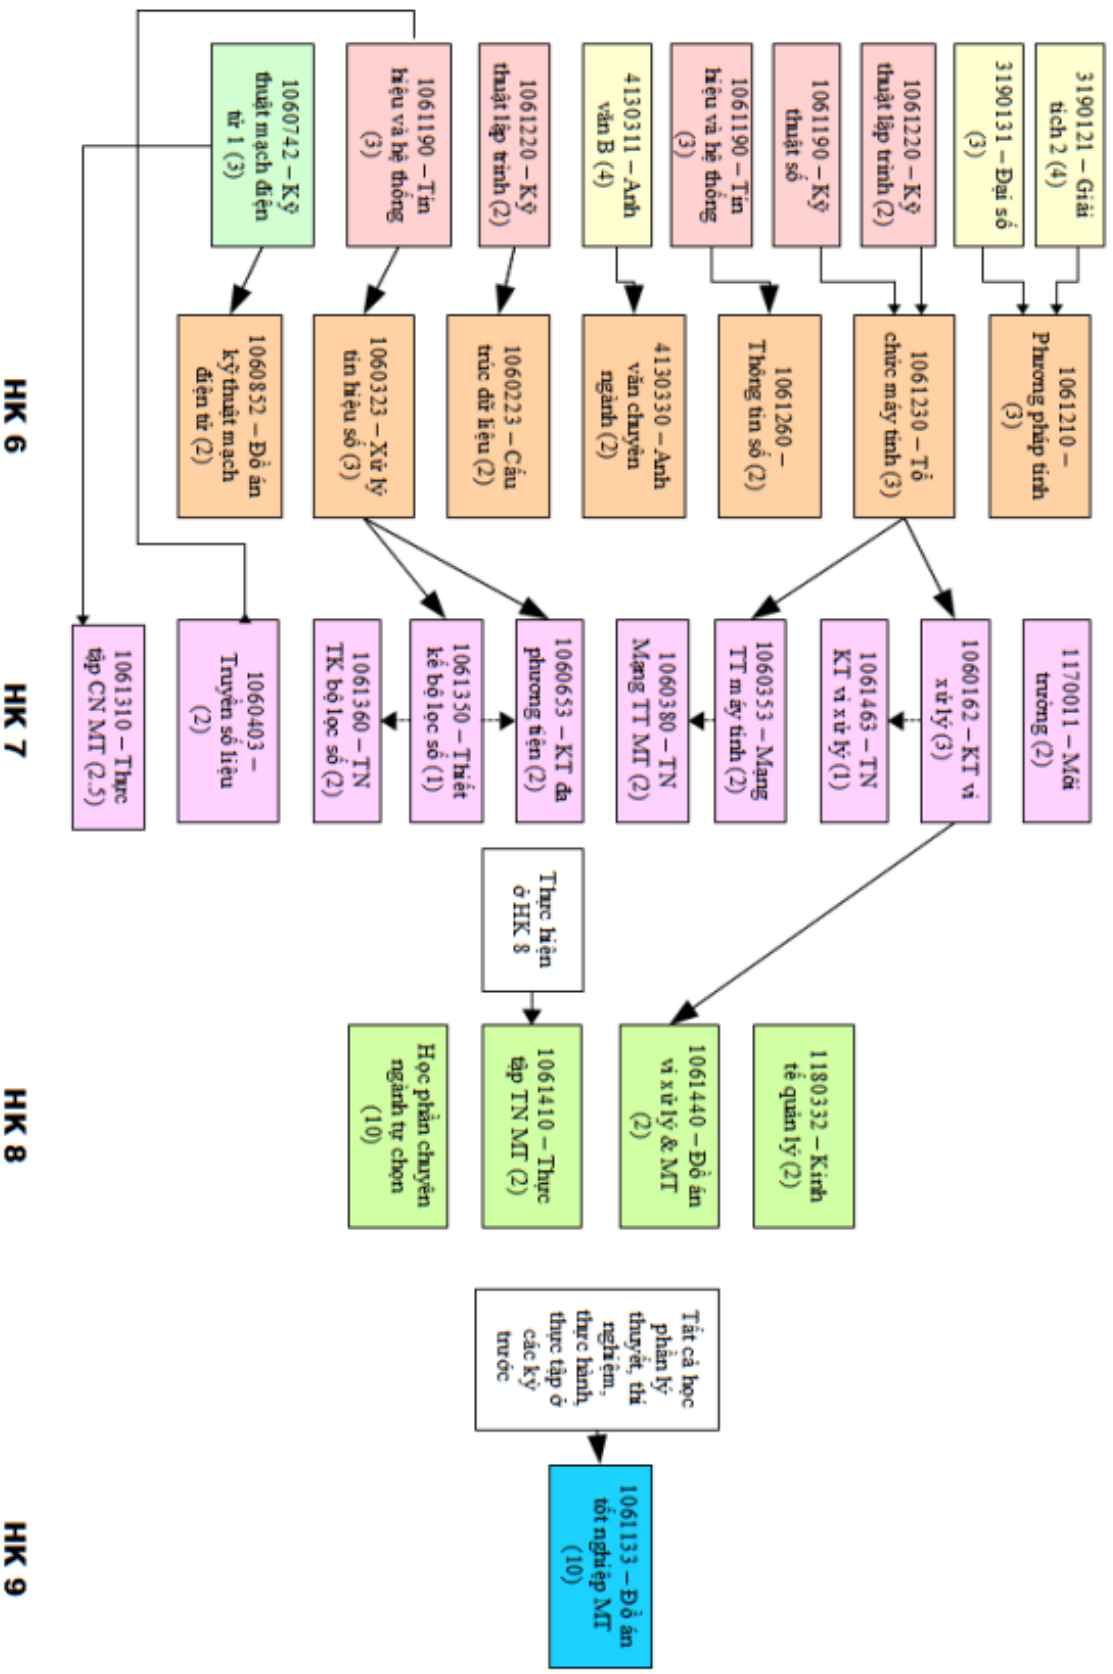 3190121 – Giải
tích 2 (4)
3190131 – Đại số
(3)
1061220 – Kỹ
thuật lập trình (2)
1061190 – Kỹ
thuật số
1061190 – Tín
hiệu và hệ thống
(3)
4130311 – Anh
văn B (4)
1061220 – Kỹ
thuật lập trình (2)
1061190 – Tín
hiệu và hệ thống
(3)
1060742 – Kỹ
thuật mạch điện
tử 1 (3)
HK 6
1061210 –
Phương pháp tính
(3)
1061230 – Tổ
chức máy tính (3)
1061260 –
Thông tin số (2)
4130330 – Anh
văn chuyên
ngành (2)
1060223 – Cấu
trúc dữ liệu (2)
1060323 – Xử lý
tín hiệu số (3)
1060852 – Đồ án
kỹ thuật mạch
điện tử (2)
HK 7
1170011 – Môi
trường (2)
1060162 – KT vi
xử lý (3)
1061463 – TN
KT vi xử lý (1)
1060353 – Mạng
TT máy tính (2)
1060380 – TN
Mạng TT MT (2)
1060653 – KT đa
phương tiện (2)
1061350 – Thiết
kế bộ lọc số (1)
1061360 – TN
TK bộ lọc số (2)
1060403 –
Truyền số liệu
(2)
1061310 – Thực
tập CN MT (2.5)
HK 8
Thực hiện
ở HK 8
1180332 – Kinh
tế quản lý (2)
1061440 – Đồ án
vi xử lý & MT
(2)
1061410 – Thực
tập TN MT (2)
Học phần chuyên
ngành tự chọn
(10)
HK 9
Tất cả học
phần lý
thuyết, thí
nghiệm,
thực hành,
thực tập ở
các kỳ
trước
1061133 – Đồ án
tốt nghiệp MT
(10)